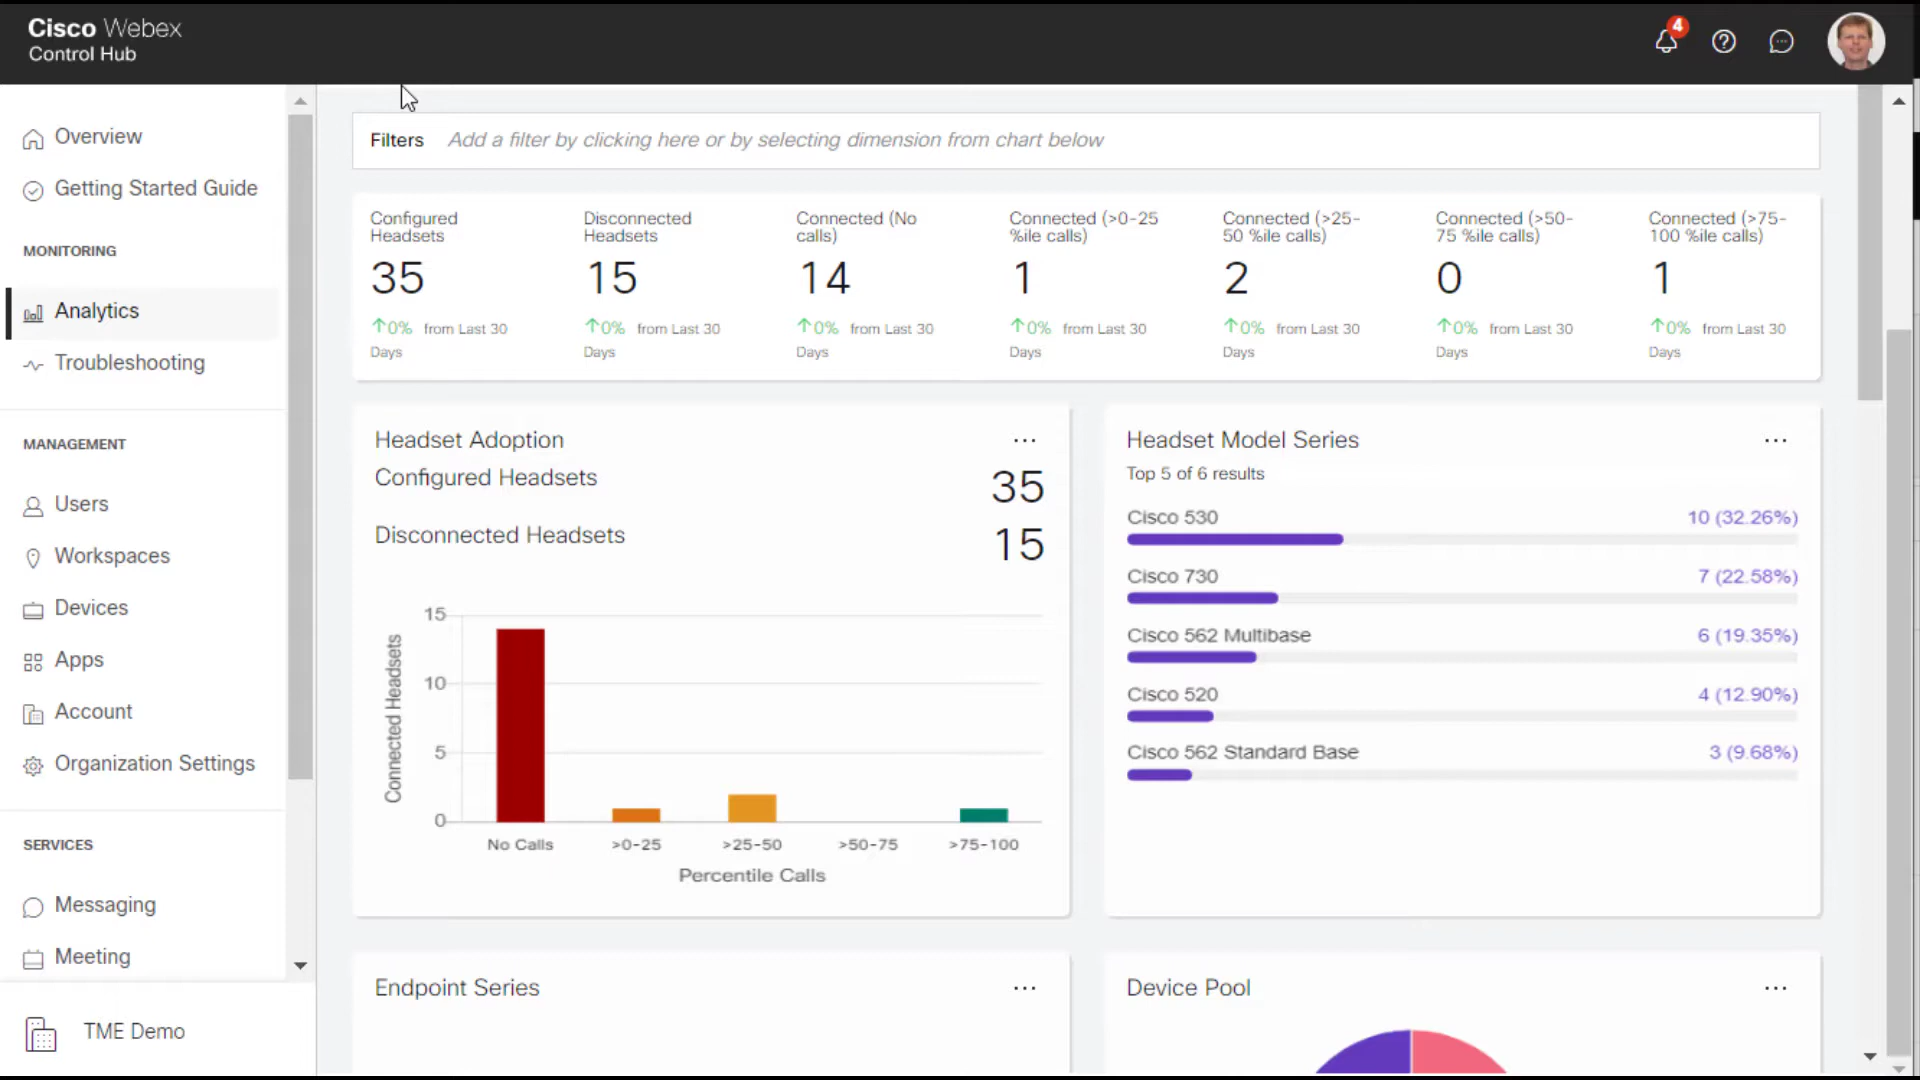 Cisco Webex
Control Hub
4
Overview
Getting Started Guide
MONITORING
Analytics
Troubleshooting
MANAGEMENT
Users
Workspaces
Devices
Apps
Account
Organization Settings
SERVICES
Messaging
Meeting
TME Demo
Filters Add a filter by clicking here or by selecting dimension from chart below
Configured
Headsets
35
↑0% from Last 30
Days
Disconnected
Headsets
15
↑0% from Last 30
Days
Connected (No
calls)
14
↑0% from Last 30
Days
Connected (>0-25
%ile calls)
1
↑0% from Last 30
Days
Connected (>25-
50 %ile calls)
2
↑0% from Last 30
Days
Connected (>50-
75 %ile calls)
0
↑0% from Last 30
Days
Connected (>75-
100 %ile calls)
1
↑0% from Last 30
Days
Headset Adoption ...
Configured Headsets 35
Disconnected Headsets 15
Connected Headsets
15
10
5
0
No Calls >0-25 >25-50 >50-75 >75-100
Percentile Calls
Headset Model Series ...
Top 5 of 6 results
Cisco 530 10 (32.26%)
Cisco 730 7 (22.58%)
Cisco 562 Multibase 6 (19.35%)
Cisco 520 4 (12.90%)
Cisco 562 Standard Base 3 (9.68%)
Endpoint Series ...
Device Pool ...